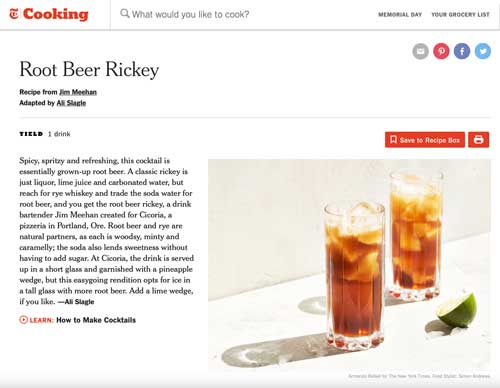 T Cooking
What would you like to cook?
MEMORIAL DAY YOUR GROCERY LIST
Root Beer Rickey
Recipe from Jim Meehan
Adapted by Ali Slagle
YIELD 1 drink
Save to Recipe Box
Spicy, spritzy and refreshing, this cocktail is
essentially grown-up root beer. A classic rickey is
just liquor, lime juice and carbonated water, but
reach for rye whiskey and trade the soda water for
root beer, and you get the root beer rickey, a drink
bartender Jim Meehan created for Cicoria, a
pizzeria in Portland, Ore. Root beer and rye are
natural partners, as each is woodsy, minty and
caramelly; the soda also lends sweetness without
having to add sugar. At Cicoria, the drink is served
up in a short glass and garnished with a pineapple
wedge, but this easygoing rendition opts for ice in
a tall glass with more root beer. Add a lime wedge,
if you like. —Ali Slagle
LEARN: How to Make Cocktails
Armando Rafael for The New York Times. Food Stylist: Simon Andrews.